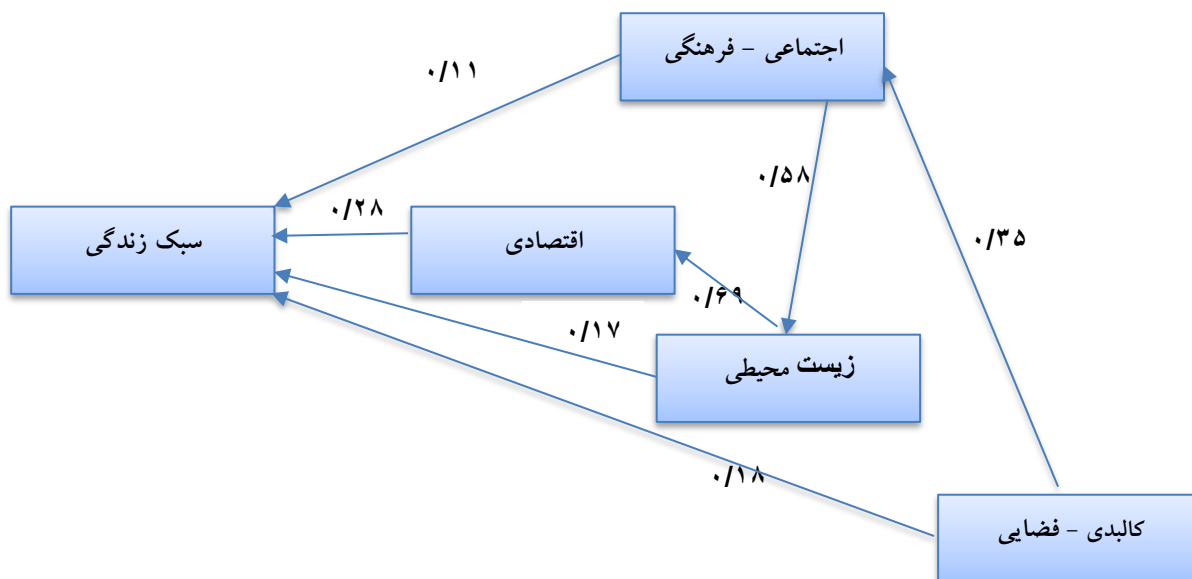 اجتماعی – فرهنگی
۰/۱۱
۰/۵۸
۰/۳۵
سبک زندگی
۰/۲۸
اقتصادی
۰/۶۹
۰/۱۷
زیست محیطی
۰/۱۸
کالبدی – فضایی